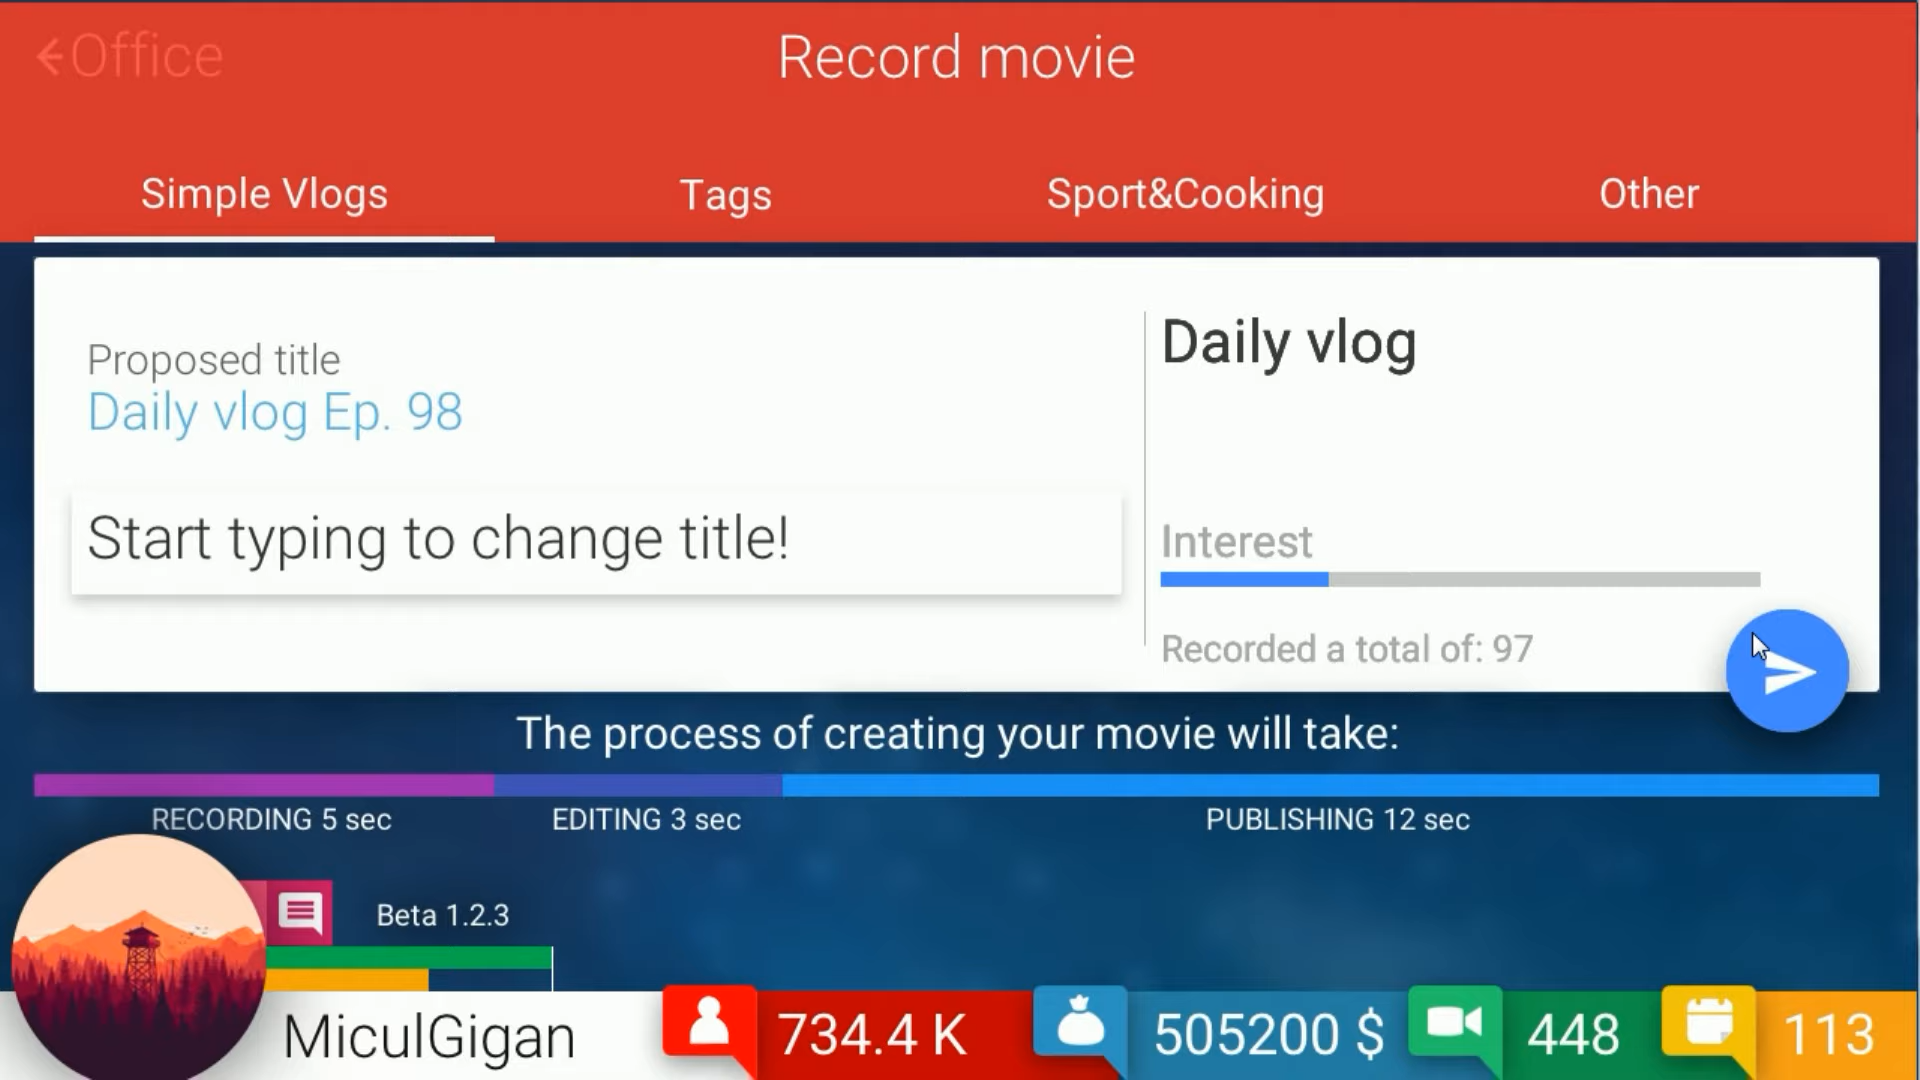 Office
Record movie
Simple Vlogs
Tags
Sport&Cooking
Other
Proposed title
Daily vlog Ep. 98
Start typing to change title!
Daily vlog
Interest
Recorded a total of: 97
The process of creating your movie will take:
RECORDING 5 sec
EDITING 3 sec
PUBLISHING 12 sec
Beta 1.2.3
MiculGigan
734.4 K
505200 $
448
113